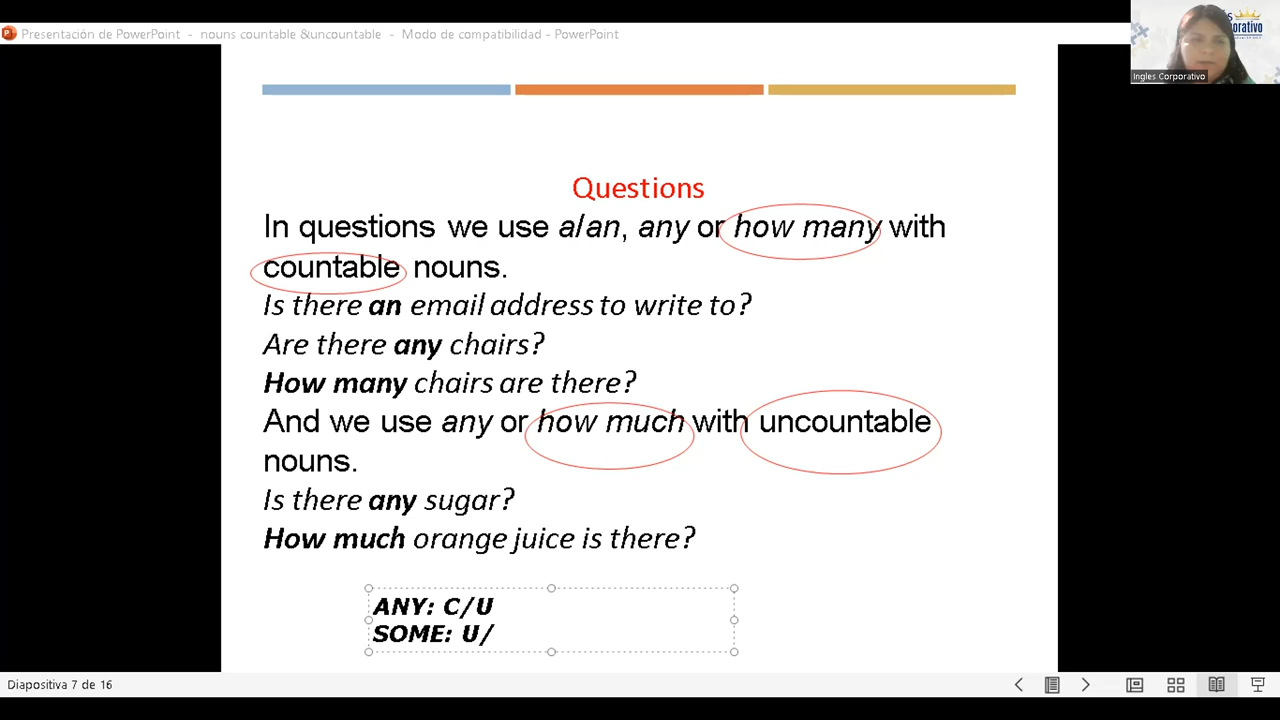 Presentación de PowerPoint - nouns countable &uncountable - Modo de compatibilidad - PowerPoint
orativo
Ingles Corporativo
Questions
In questions we use a/an, any or how many with
countable nouns.
Is there an email address to write to?
Are there any chairs?
How many chairs are there?
And we use any or how much with uncountable
nouns.
Is there any sugar?
How much orange juice is there?
ANY: C/U
SOME: U/
Diapositiva 7 de 16